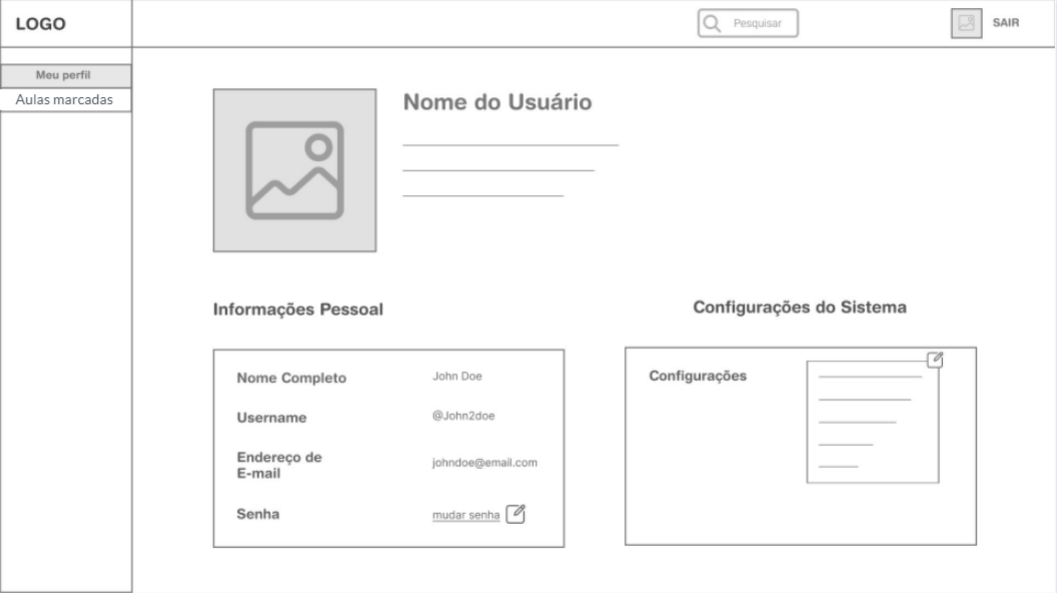 LOGO
Pesquisar
SAIR
Meu perfil
Aulas marcadas
Nome do Usuário
Informações Pessoal
Nome Completo John Doe
Username @John2doe
Endereço de
E-mail
johndoe@email.com
Senha mudar senha
Configurações do Sistema
Configurações